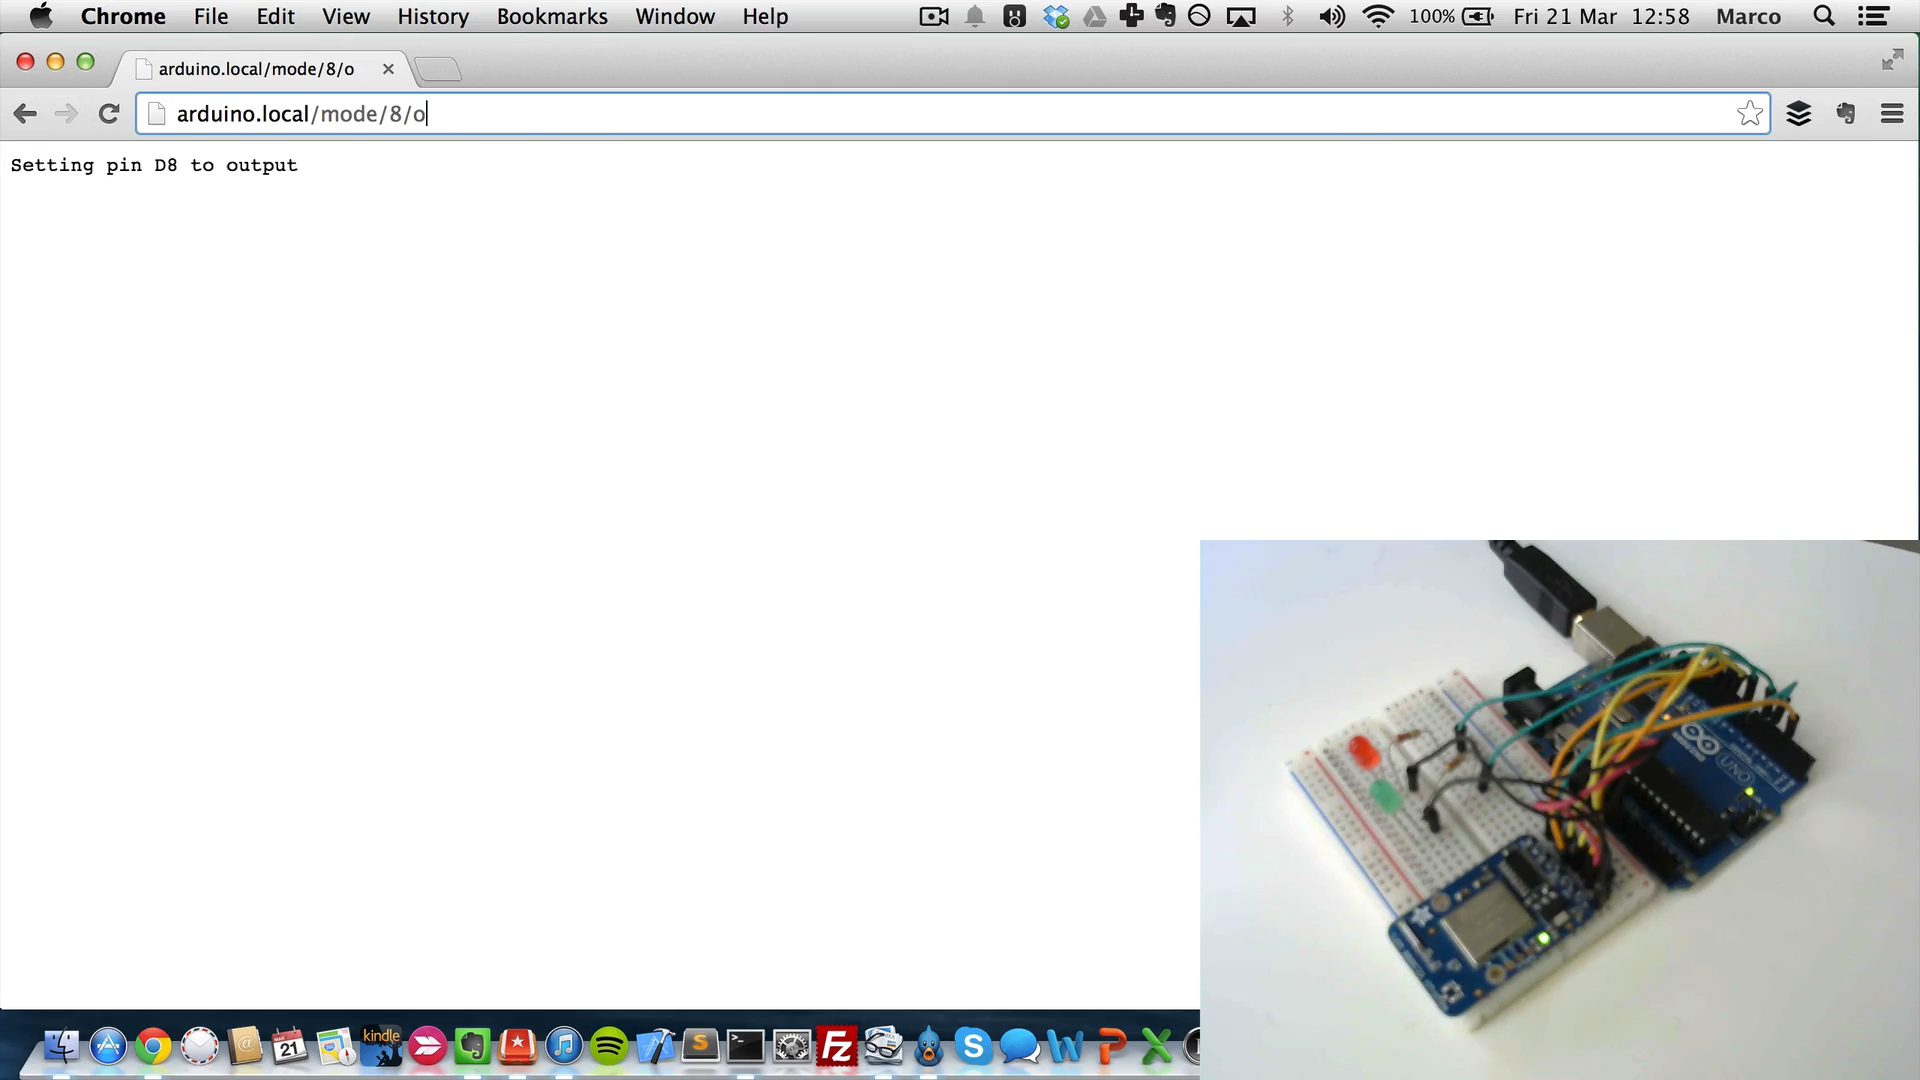 Chrome File Edit View History Bookmarks Window Help 100% Fri 21 Mar 12:58 Marco
arduino.local/mode/8/o
arduino.local/mode/8/o
Setting pin D8 to output
UNO
MAR
21
kindle